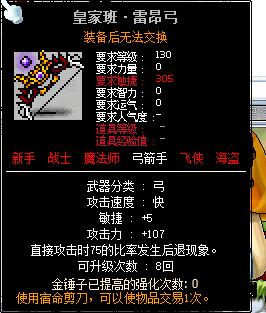 皇家班·雷昂弓
装备后无法交换
要求等级： 130
要求力量： 0
要求敏捷： 305
要求智力： 0
要求运气： 0
要求人气度： -
道具等级： -
道具经验值： -
新手 战士 魔法师 弓箭手 飞侠 海盗
武器分类 : 弓
攻击速度 : 快
敏捷 : +5
攻击力 : +107
直接攻击时75的比率发生后退现象。
可升级次数 : 8回
金锤子已提高的强化次数: 0
使用宿命剪刀，可以使物品交易1次。